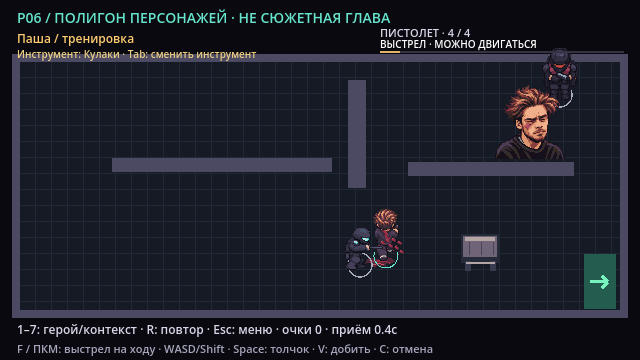 P06 / ПОЛИГОН ПЕРСОНАЖЕЙ · НЕ СЮЖЕТНАЯ ГЛАВА
Паша / тренировка
ПИСТОЛЕТ · 4 / 4
ВЫСТРЕЛ · МОЖНО ДВИГАТЬСЯ
Инструмент: Кулаки · Tab: сменить инструмент
1–7: герой/контекст · R: повтор · Esc: меню · очки 0 · приём 0.4с
F / ПКМ: выстрел на ходу · WASD/Shift · Space: толчок · V: добить · C: отмена